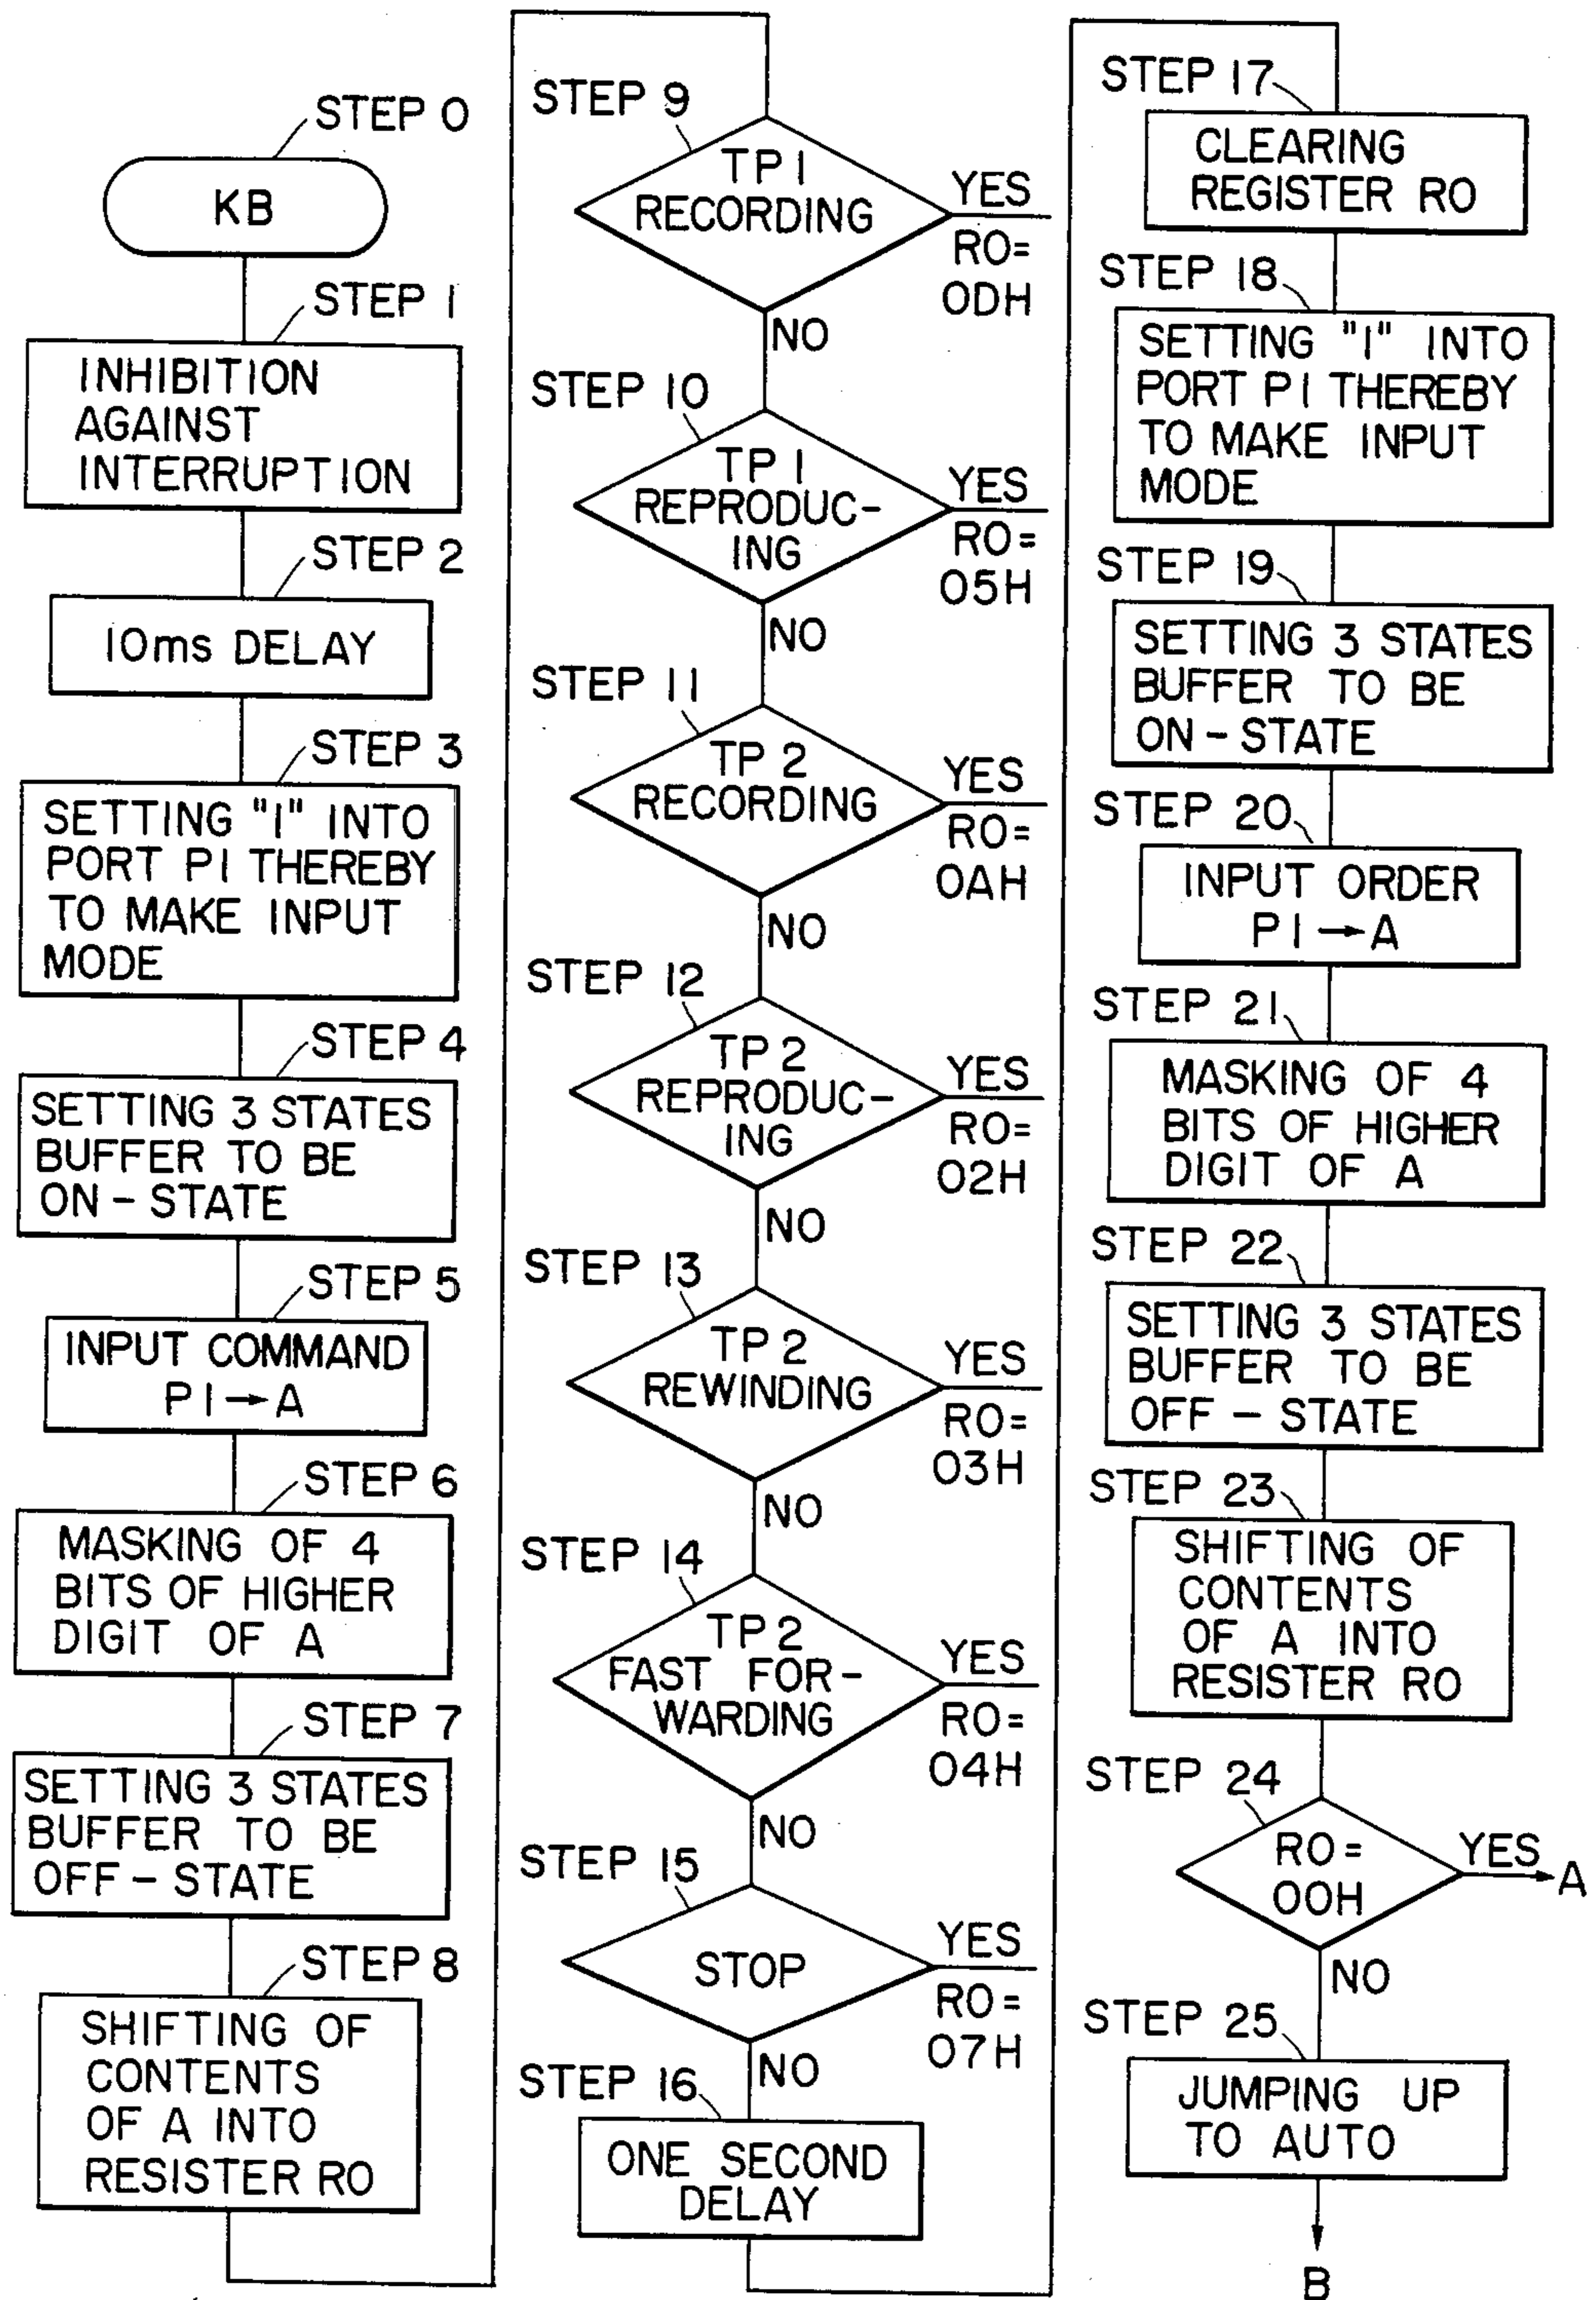 STEP 0
KB
STEP 1
INHIBITION
AGAINST
INTERRUPTION
STEP 2
10ms DELAY
STEP 3
SETTING "1" INTO
PORT P1 THEREBY
TO MAKE INPUT
MODE
STEP 4
SETTING 3 STATES
BUFFER TO BE
ON-STATE
STEP 5
INPUT COMMAND
P1→A
STEP 6
MASKING OF 4
BITS OF HIGHER
DIGIT OF A
STEP 7
SETTING 3 STATES
BUFFER TO BE
OFF-STATE
STEP 8
SHIFTING OF
CONTENTS
OF A INTO
RESISTER R0
STEP 9
TP 1
RECORDING
YES
R0=
0DH
NO
STEP 10
TP 1
REPRODUC-
ING
YES
R0=
05H
NO
STEP 11
TP 2
RECORDING
YES
R0=
0AH
NO
STEP 12
TP 2
REPRODUC-
ING
YES
R0=
02H
NO
STEP 13
TP 2
REWINDING
YES
R0=
03H
NO
STEP 14
TP 2
FAST FOR-
WARDING
YES
R0=
04H
NO
STEP 15
STOP
YES
R0=
07H
NO
STEP 16
ONE SECOND
DELAY
STEP 17
CLEARING
REGISTER R0
STEP 18
SETTING "1" INTO
PORT P1 THEREBY
TO MAKE INPUT
MODE
STEP 19
SETTING 3 STATES
BUFFER TO BE
ON-STATE
STEP 20
INPUT ORDER
P1→A
STEP 21
MASKING OF 4
BITS OF HIGHER
DIGIT OF A
STEP 22
SETTING 3 STATES
BUFFER TO BE
OFF-STATE
STEP 23
SHIFTING OF
CONTENTS
OF A INTO
RESISTER R0
STEP 24
R0=
00H
YES
A
NO
STEP 25
JUMPING UP
TO AUTO
B